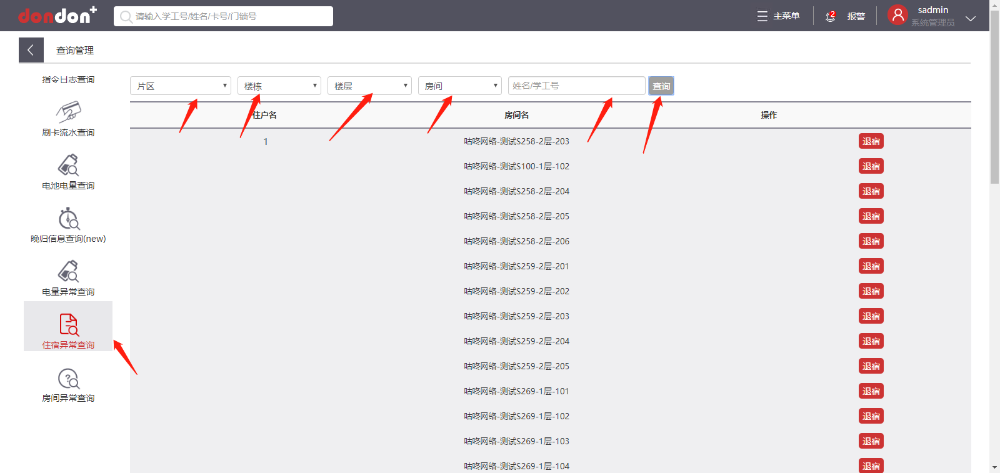 dondon+
请输入学工号/姓名/卡号/门锁号
主菜单
2
报警
sadmin
系统管理员
查询管理
指令日志查询
刷卡流水查询
电池电量查询
晚归信息查询(new)
电量异常查询
住宿异常查询
房间异常查询
片区
楼栋
楼层
房间
姓名/学工号
查询
住户名
房间名
操作
1
咕咚网络-测试S258-2层-203
退宿
咕咚网络-测试S100-1层-102
退宿
咕咚网络-测试S258-2层-204
退宿
咕咚网络-测试S258-2层-205
退宿
咕咚网络-测试S258-2层-206
退宿
咕咚网络-测试S259-2层-201
退宿
咕咚网络-测试S259-2层-202
退宿
咕咚网络-测试S259-2层-203
退宿
咕咚网络-测试S259-2层-204
退宿
咕咚网络-测试S259-2层-205
退宿
咕咚网络-测试S269-1层-101
退宿
咕咚网络-测试S269-1层-102
退宿
咕咚网络-测试S269-1层-103
退宿
咕咚网络-测试S269-1层-104
退宿